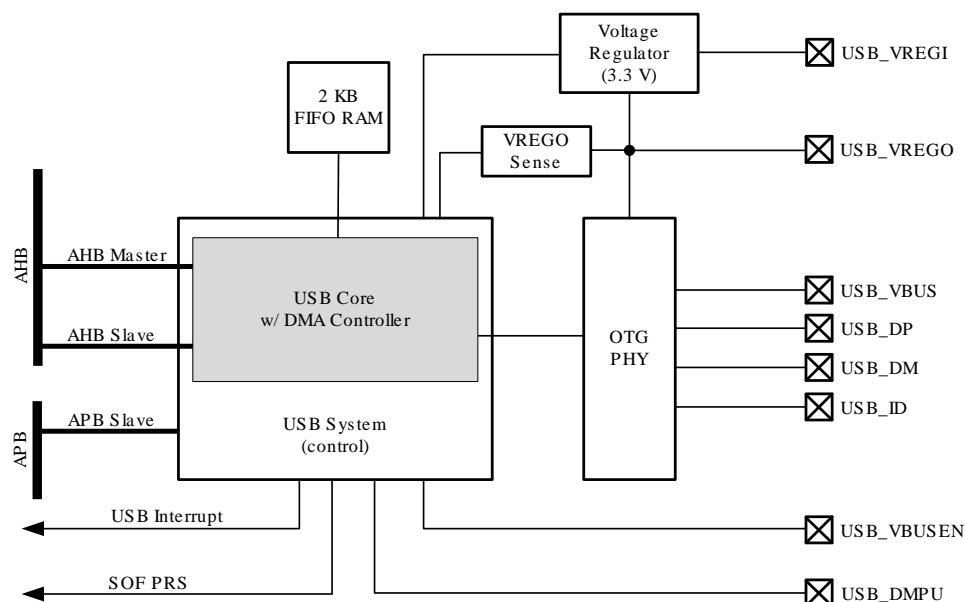 Voltage
Regulator
(3.3 V)
USB_VREGI
2 KB
FIFO RAM
VREGO
Sense
USB_VREGO
AHB
AHB Master
USB Core
w/ DMA Controller
AHB Slave
OTG
PHY
USB_VBUS
USB_DP
USB_DM
USB_ID
APB
APB Slave
USB System
(control)
USB Interrupt
USB_VBUSEN
SOF PRS
USB_DMPU